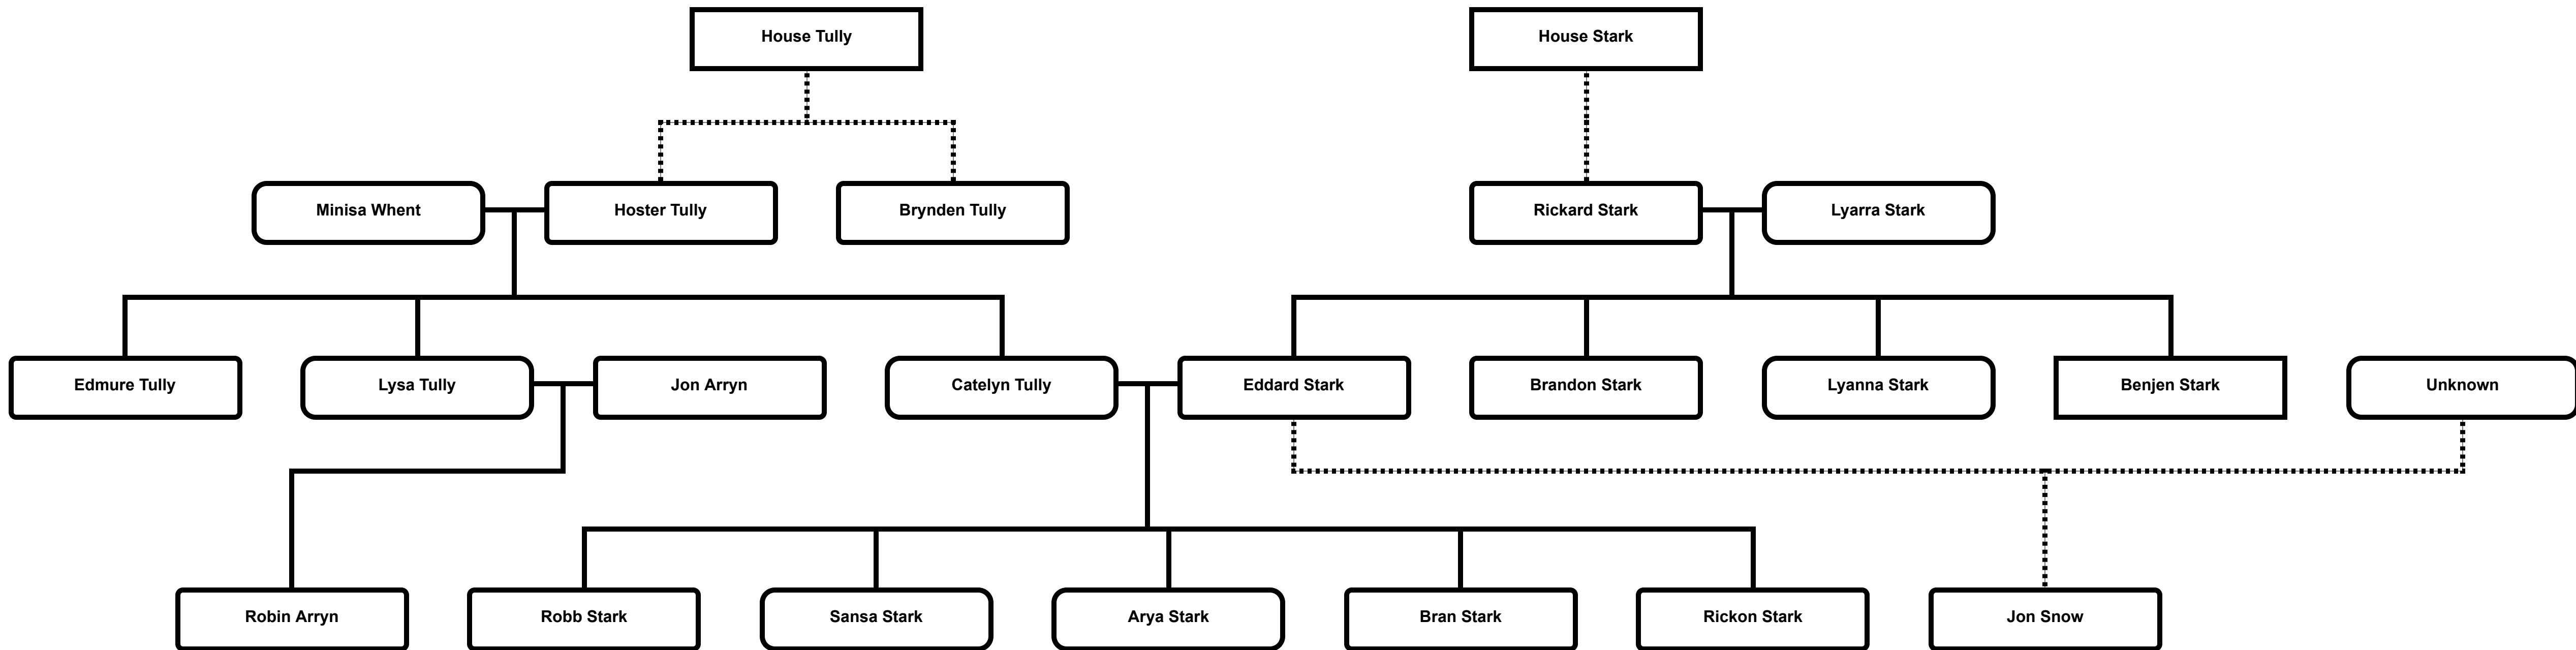 House Tully
House Stark
Minisa Whent
Hoster Tully
Brynden Tully
Rickard Stark
Lyarra Stark
Edmure Tully
Lysa Tully
Jon Arryn
Catelyn Tully
Eddard Stark
Brandon Stark
Lyanna Stark
Benjen Stark
Unknown
Robin Arryn
Robb Stark
Sansa Stark
Arya Stark
Bran Stark
Rickon Stark
Jon Snow